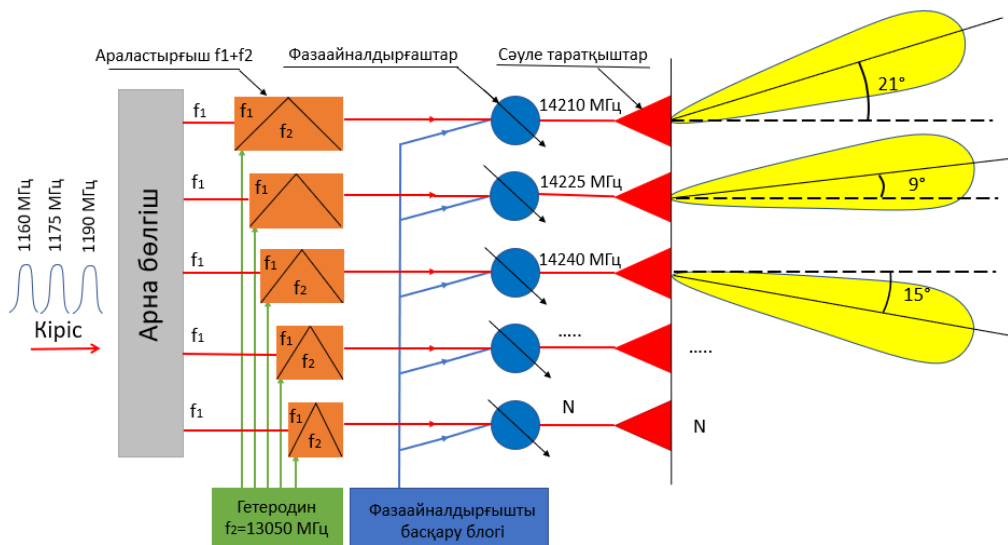 Араластырғыш f1+f2
Фазаайналдырғаштар
Сәуле таратқыштар
f1
f1
f2
14210 МГц
21°
f1
f1
14225 МГц
9°
1160 МГц
1175 МГц
1190 МГц
Кіріс
Арна бөлгіш
f1
f1
f2
14240 МГц
15°
f1
f1
f2
.....
.....
f1
f1
f2
N
N
Гетеродин
f2=13050 МГц
Фазаайналдырғышты
басқару блогі